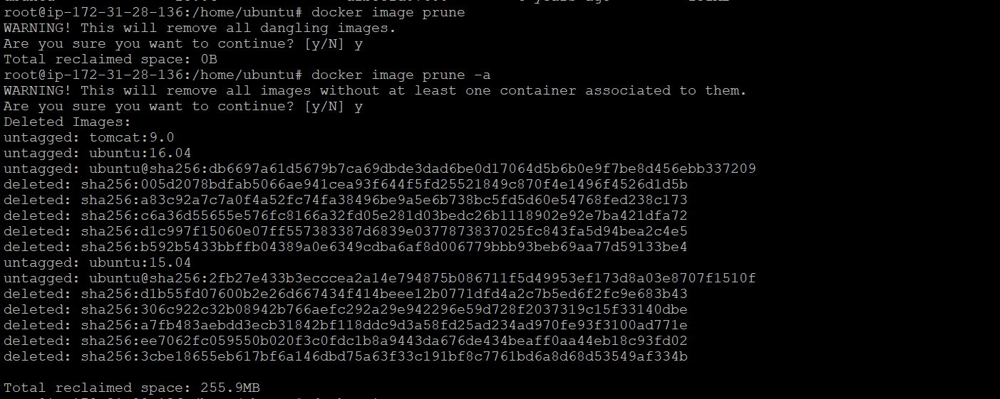 root@ip-172-31-28-136:/home/ubuntu# docker image prune
WARNING! This will remove all dangling images.
Are you sure you want to continue? [y/N] y
Total reclaimed space: 0B
root@ip-172-31-28-136:/home/ubuntu# docker image prune -a
WARNING! This will remove all images without at least one container associated to them.
Are you sure you want to continue? [y/N] y
Deleted Images:
untagged: tomcat:9.0
untagged: ubuntu:16.04
untagged: ubuntu@sha256:db6697a61d5679b7ca69dbde3dad6be0d17064d5b6b0e9f7be8d456ebb337209
deleted: sha256:005d2078bdfab5066ae941cea93f644f5fd25521849c870f4e1496f4526d1d5b
deleted: sha256:a83c92a7c7a0f4a52fc74fa38496be9a5e6b738bc5fd5d60e54768fed238c173
deleted: sha256:c6a36d55655e576fc8166a32fd05e281d03bedc26b1118902e92e7ba421dfa72
deleted: sha256:d1c997f15060e07ff557383387d6839e0377873837025fc843fa5d94bea2c4e5
deleted: sha256:b592b5433bbffb04389a0e6349cdba6af8d006779bbb93beb69aa77d59133be4
untagged: ubuntu:15.04
untagged: ubuntu@sha256:2fb27e433b3ecccea2a14e794875b086711f5d49953ef173d8a03e8707f1510f
deleted: sha256:d1b55fd07600b2e26d667434f414beee12b0771dfd4a2c7b5ed6f2fc9e683b43
deleted: sha256:306c922c32b08942b766aefc292a29e942296e59d728f2037319c15f33140dbe
deleted: sha256:a7fb483aebdd3ecb31842bf118ddc9d3a58fd25ad234ad970fe93f3100ad771e
deleted: sha256:ee7062fc059550b020f3c0fdc1b8a9443da676de434beaff0aa44eb18c93fd02
deleted: sha256:3cbe18655eb617bf6a146dbd75a63f33c191bf8c7761bd6a8d68d53549af334b
Total reclaimed space: 255.9MB